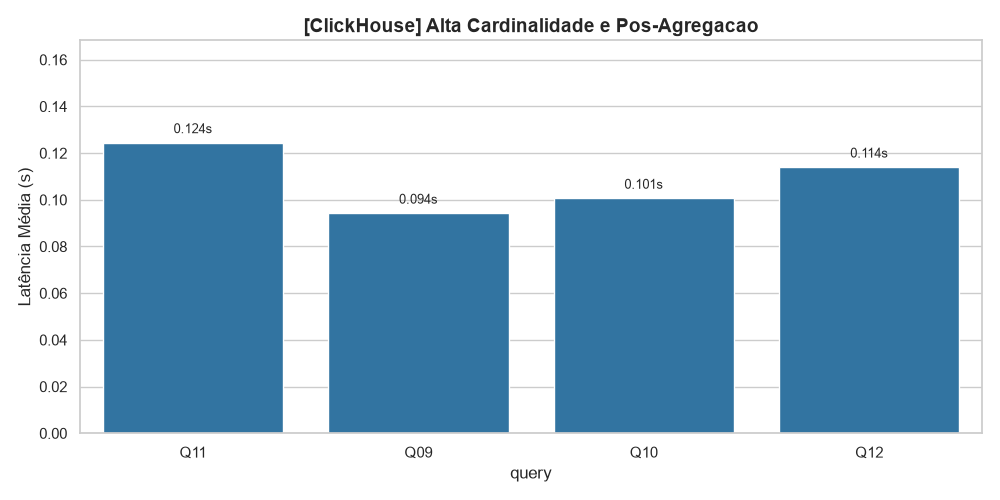 [ClickHouse] Alta Cardinalidade e Pos-Agregacao
Latência Média (s)
0.16
0.14
0.12
0.10
0.08
0.06
0.04
0.02
0.00
0.124s
0.094s
0.101s
0.114s
Q11
Q09
Q10
Q12
query